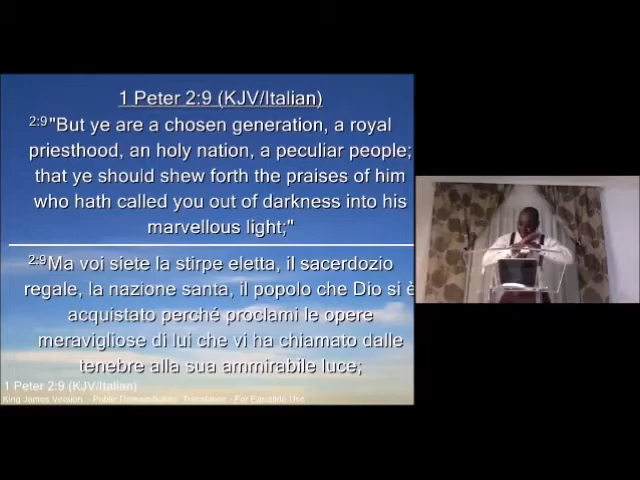 1 Peter 2:9 (KJV/Italian)
2:9"But ye are a chosen generation, a royal
priesthood, an holy nation, a peculiar people;
that ye should shew forth the praises of him
who hath called you out of darkness into his
marvellous light;"
2:9Ma voi siete la stirpe eletta, il sacerdozio
regale, la nazione santa, il popolo che Dio si è
acquistato perché proclami le opere
meravigliose di lui che vi ha chiamato dalle
tenebre alla sua ammirabile luce;
1 Peter 2:9 (KJV/Italian)
King James Version - Public Domain Translation - For